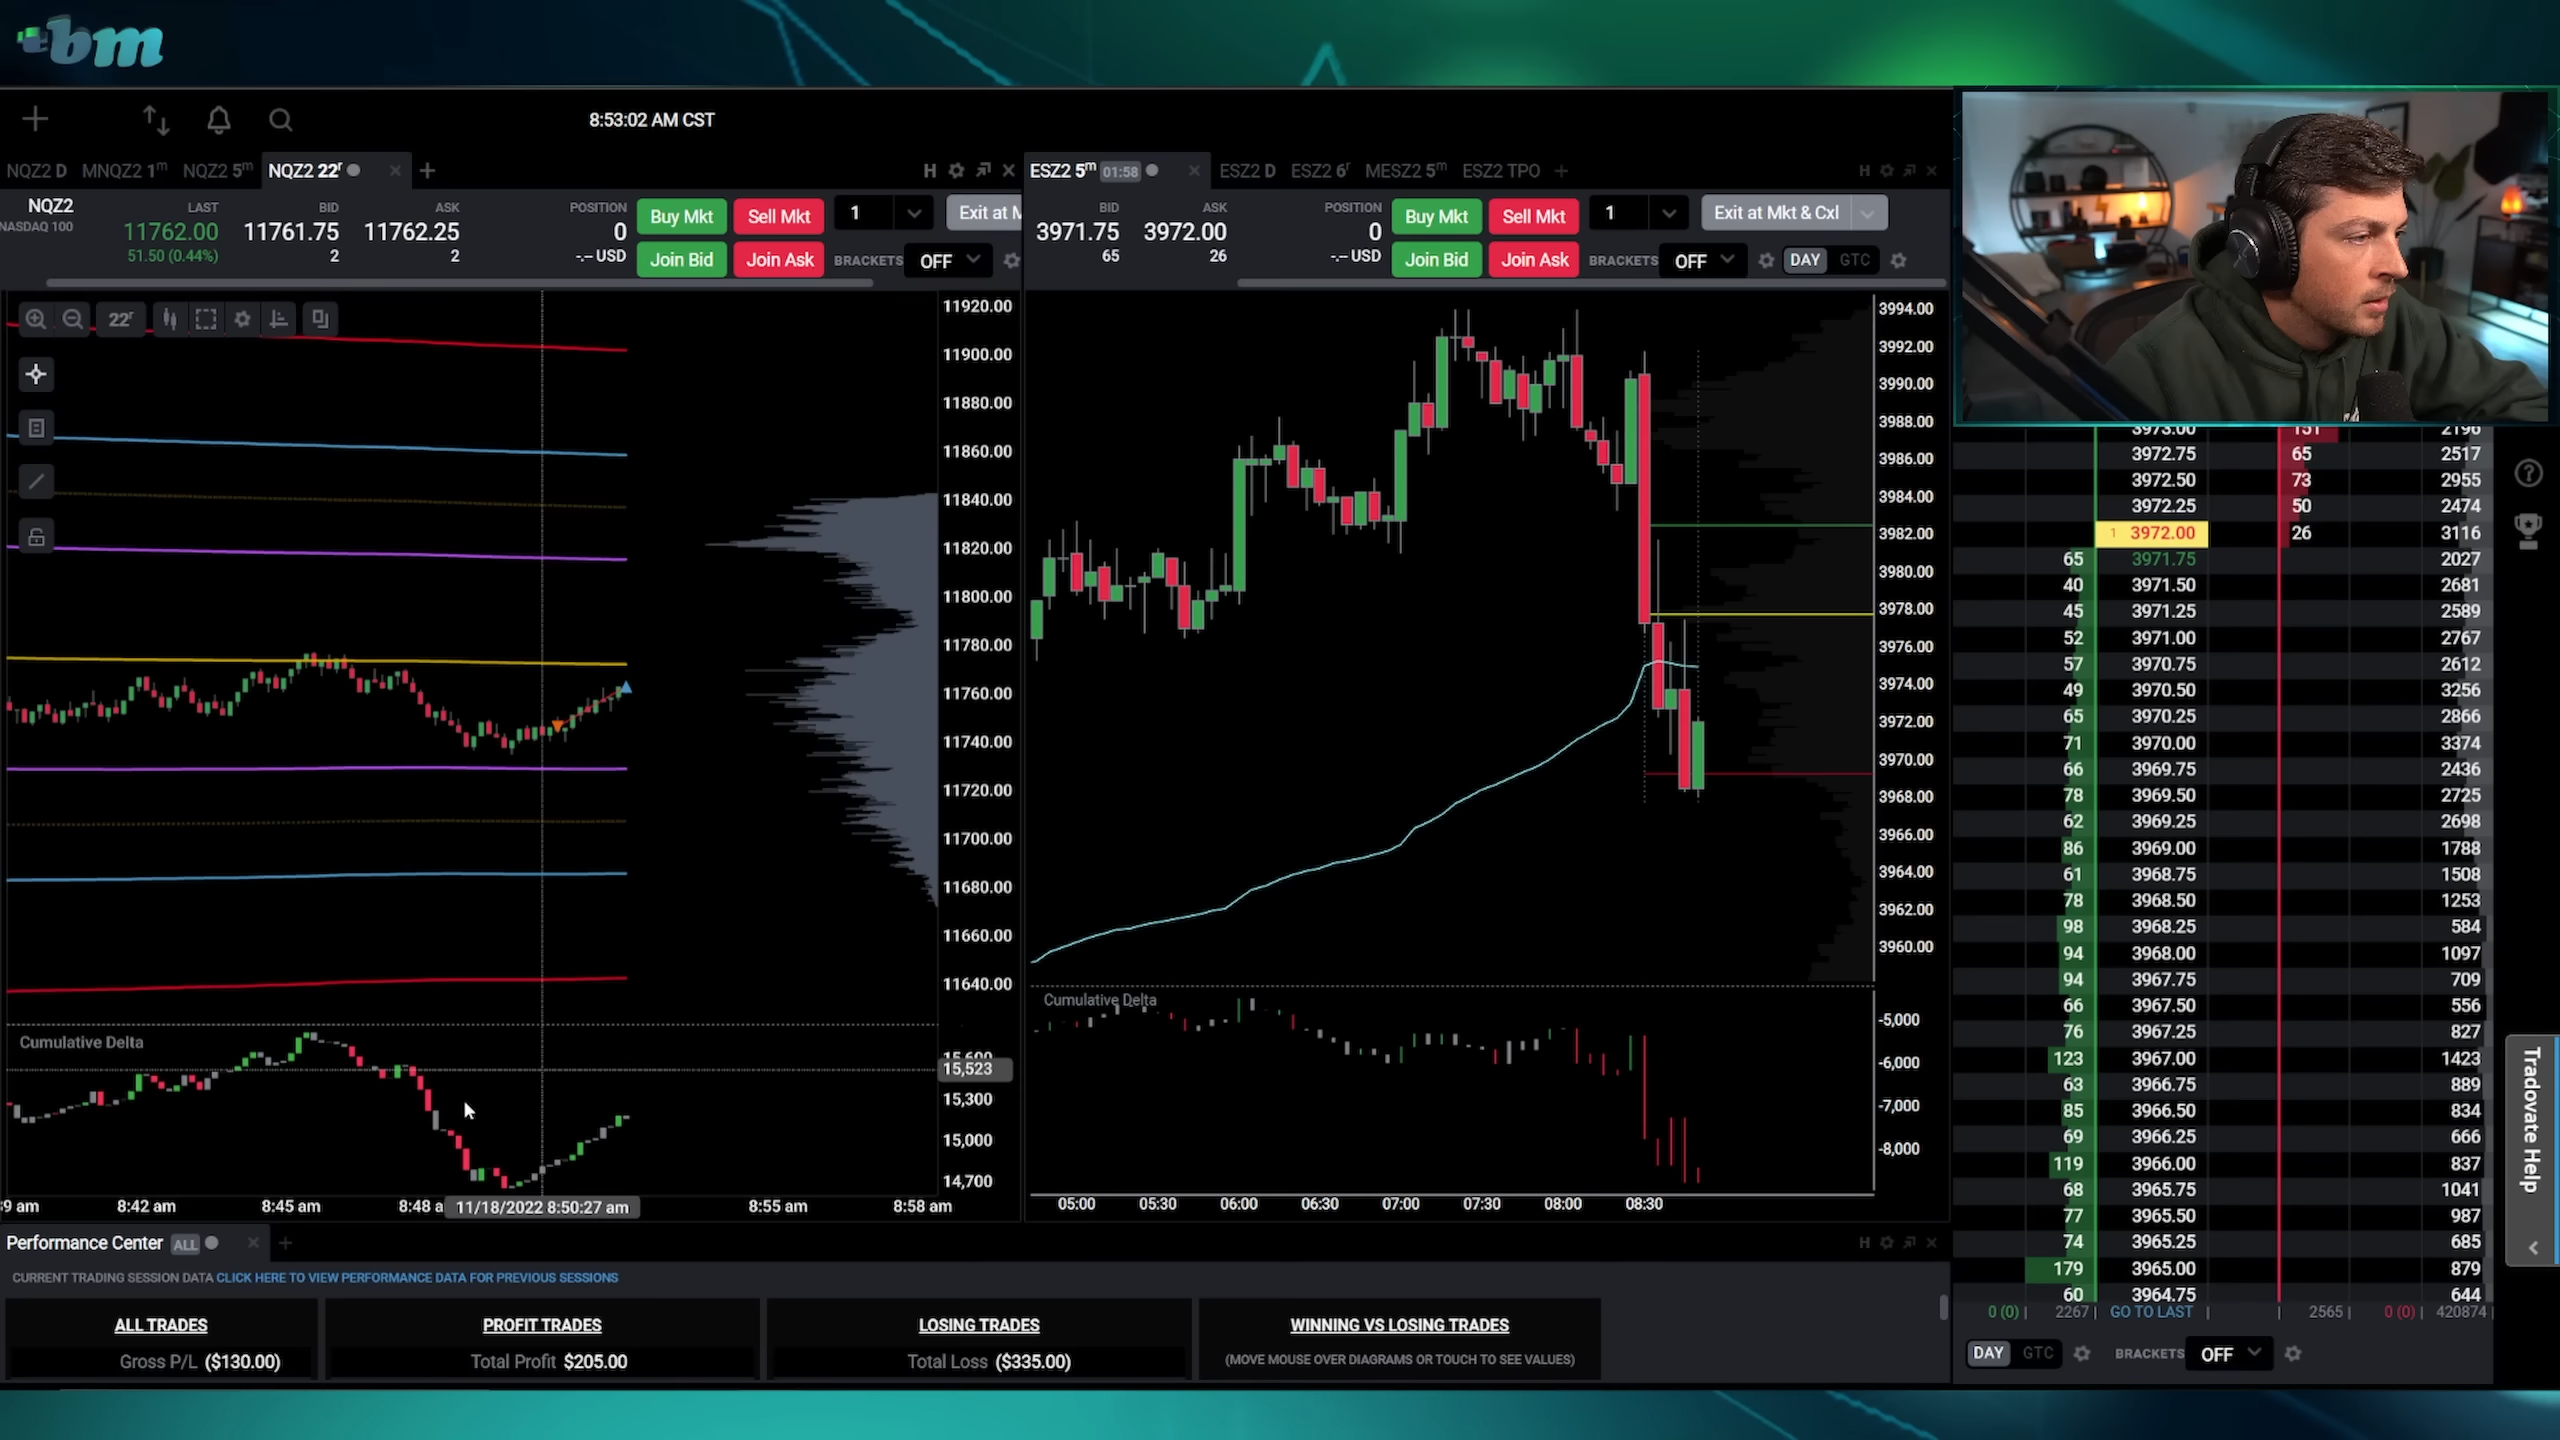 bm
8:53:02 AM CST
NQZ2 D MNQZ2 1m NQZ2 5m NQZ2 22r
H
NQZ2
NASDAQ 100
LAST
11762.00
51.50 (0.44%)
BID
11761.75
2
ASK
11762.25
2
POSITION
0
-.-- USD
Buy Mkt Sell Mkt 1 Exit at M
Join Bid Join Ask BRACKETS OFF
22r
11920.00
11900.00
11880.00
11860.00
11840.00
11820.00
11800.00
11780.00
11760.00
11740.00
11720.00
11700.00
11680.00
11660.00
11640.00
Cumulative Delta
15,600
15,523
15,300
15,000
14,700
9 am 8:42 am 8:45 am 8:48 a 11/18/2022 8:50:27 am 8:55 am 8:58 am
ESZ2 5m 01:58 ESZ2 D ESZ2 6r MESZ2 5m ESZ2 TPO
H
BID
3971.75
65
ASK
3972.00
26
POSITION
0
-.-- USD
Buy Mkt Sell Mkt 1 Exit at Mkt & Cxl
Join Bid Join Ask BRACKETS OFF DAY GTC
3994.00
3992.00
3990.00
3988.00
3986.00
3984.00
3982.00
3980.00
3978.00
3976.00
3974.00
3972.00
3970.00
3968.00
3966.00
3964.00
3962.00
3960.00
Cumulative Delta
-5,000
-6,000
-7,000
-8,000
05:00 05:30 06:00 06:30 07:00 07:30 08:00 08:30
3973.00 151 2196
3972.75 65 2517
3972.50 73 2955
3972.25 50 2474
1 3972.00 26 3116
65 3971.75 2027
40 3971.50 2681
45 3971.25 2589
52 3971.00 2767
57 3970.75 2612
49 3970.50 3256
65 3970.25 2866
71 3970.00 3374
66 3969.75 2436
78 3969.50 2725
62 3969.25 2698
86 3969.00 1788
61 3968.75 1508
78 3968.50 1253
98 3968.25 584
94 3968.00 1097
94 3967.75 709
66 3967.50 556
76 3967.25 827
123 3967.00 1423
63 3966.75 889
85 3966.50 834
69 3966.25 666
119 3966.00 837
68 3965.75 1041
77 3965.50 987
74 3965.25 685
179 3965.00 879
60 3964.75 644
0 (0) 2267 GO TO LAST 2565 0 (0) 420874
DAY GTC BRACKETS OFF
Tradovate Help
Performance Center ALL
H
CURRENT TRADING SESSION DATA CLICK HERE TO VIEW PERFORMANCE DATA FOR PREVIOUS SESSIONS
ALL TRADES
Gross P/L ($130.00)
PROFIT TRADES
Total Profit $205.00
LOSING TRADES
Total Loss ($335.00)
WINNING VS LOSING TRADES
(MOVE MOUSE OVER DIAGRAMS OR TOUCH TO SEE VALUES)